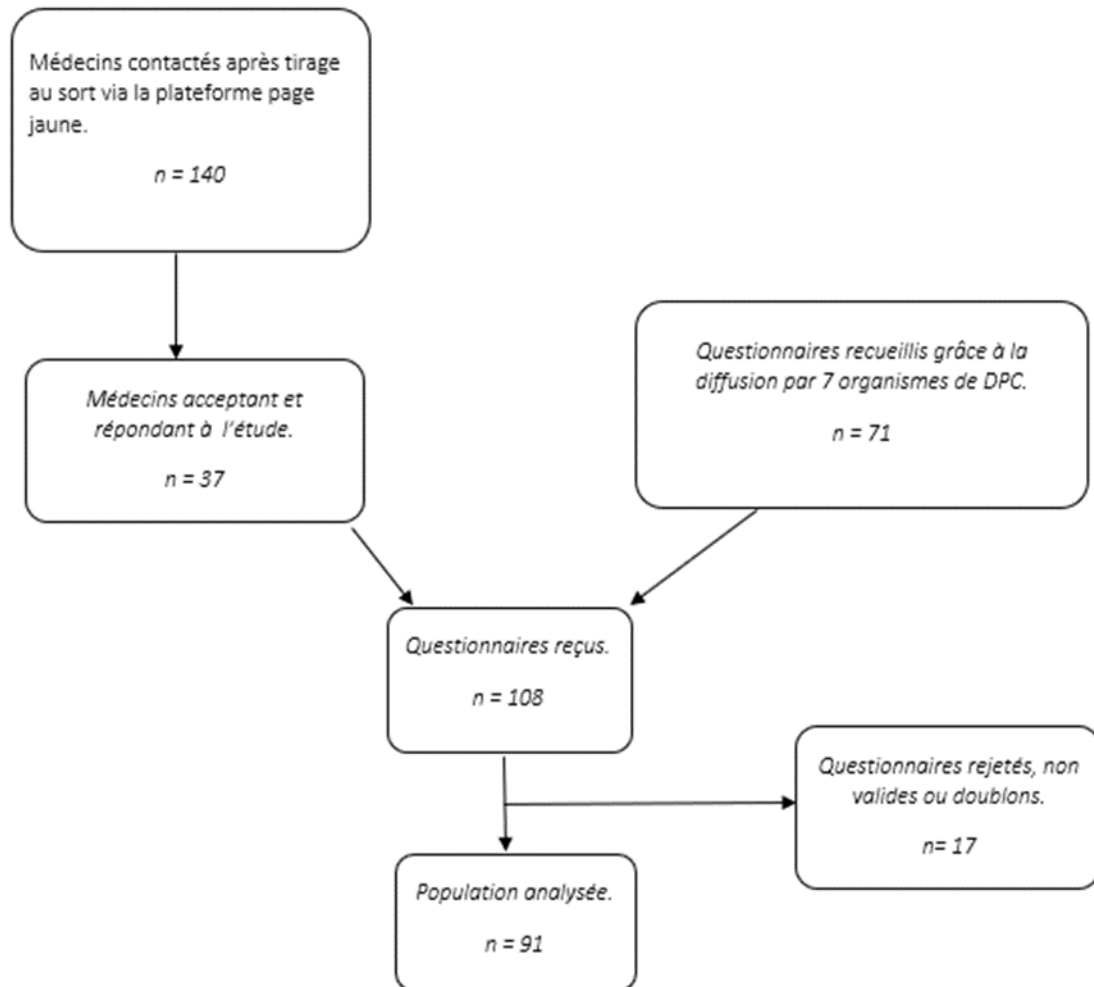 Médecins contactés après tirage
au sort via la plateforme page
jaune.
n = 140
Médecins acceptant et
répondant à l'étude.
n = 37
Questionnaires recueillis grâce à la
diffusion par 7 organismes de DPC.
n = 71
Questionnaires reçus.
n = 108
Questionnaires rejetés, non
valides ou doublons.
n= 17
Population analysée.
n = 91